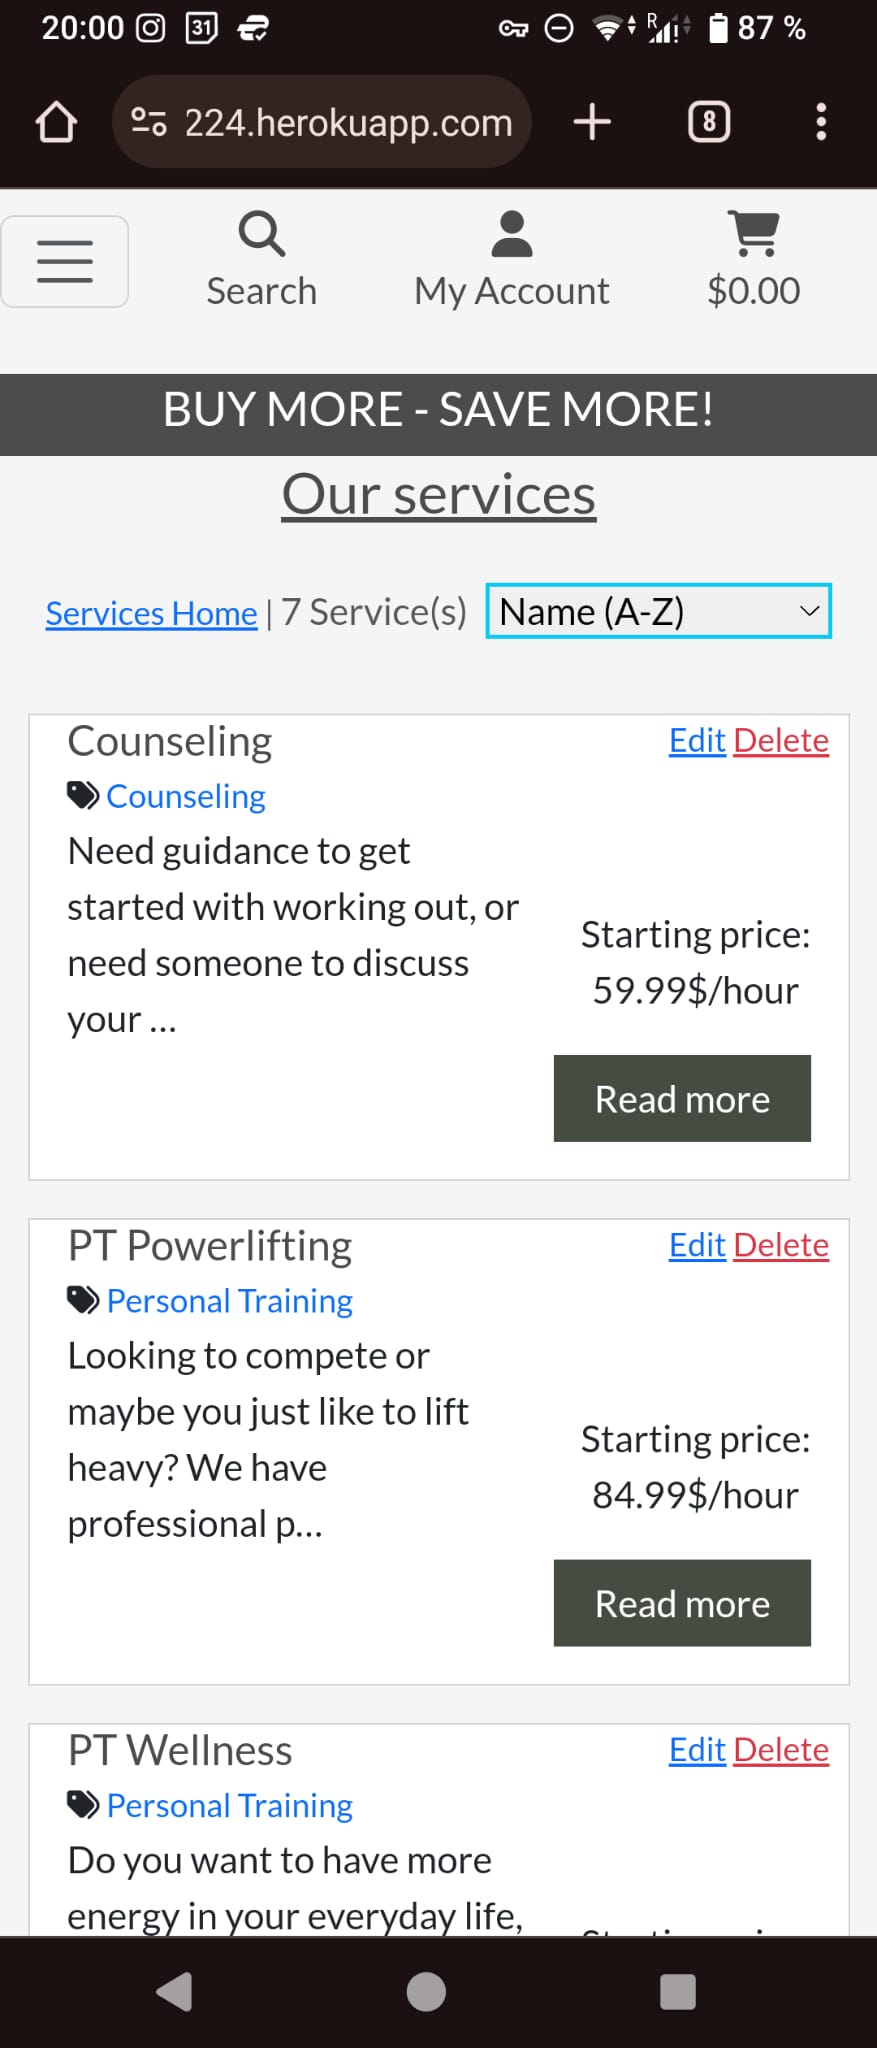 20:00 31 R 87 %
224.herokuapp.com 8
Search My Account $0.00
BUY MORE - SAVE MORE!
Our services
Services Home | 7 Service(s) Name (A-Z)
Counseling Edit Delete
Counseling
Need guidance to get
started with working out, or
need someone to discuss
your ...
Starting price:
59.99$/hour
Read more
PT Powerlifting Edit Delete
Personal Training
Looking to compete or
maybe you just like to lift
heavy? We have
professional p...
Starting price:
84.99$/hour
Read more
PT Wellness Edit Delete
Personal Training
Do you want to have more
energy in your everyday life,